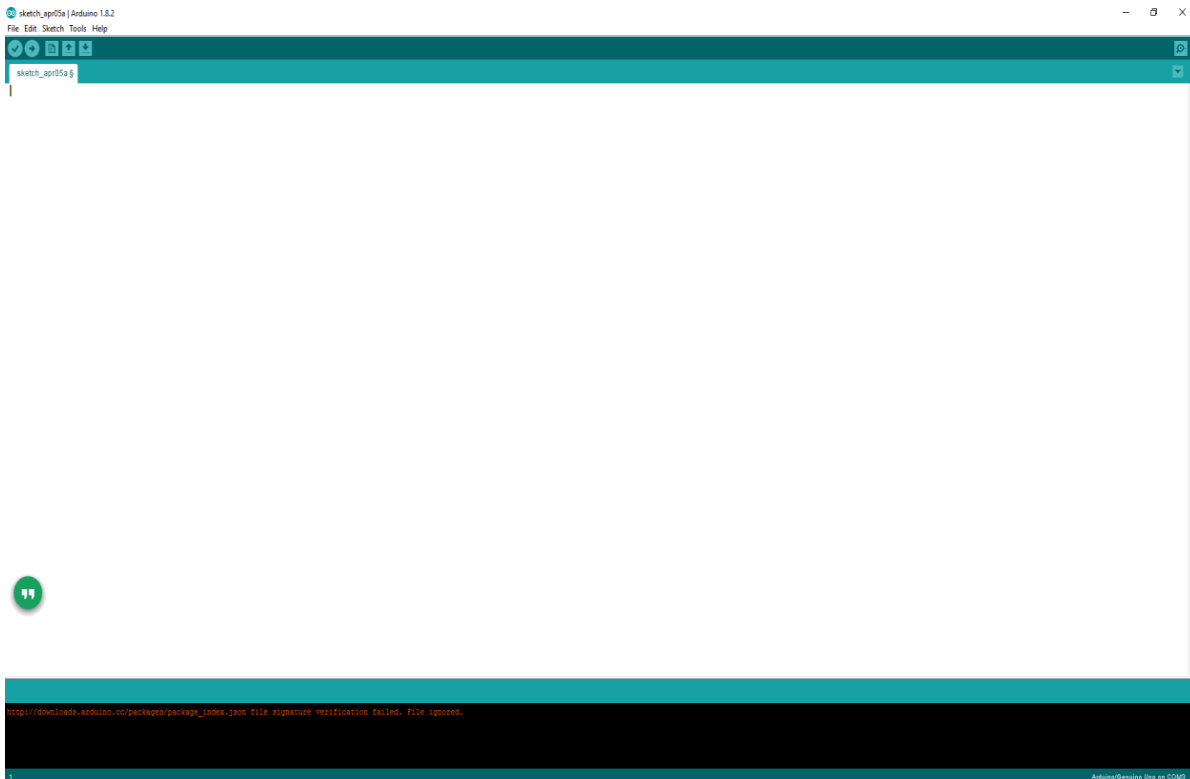 sketch_apr05a | Arduino 1.8.2
File Edit Sketch Tools Help
sketch_apr05a §
http://downloads.arduino.cc/packages/package_index.json file signature verification failed. File ignored.
1
Arduino/Genuino Uno on COM3